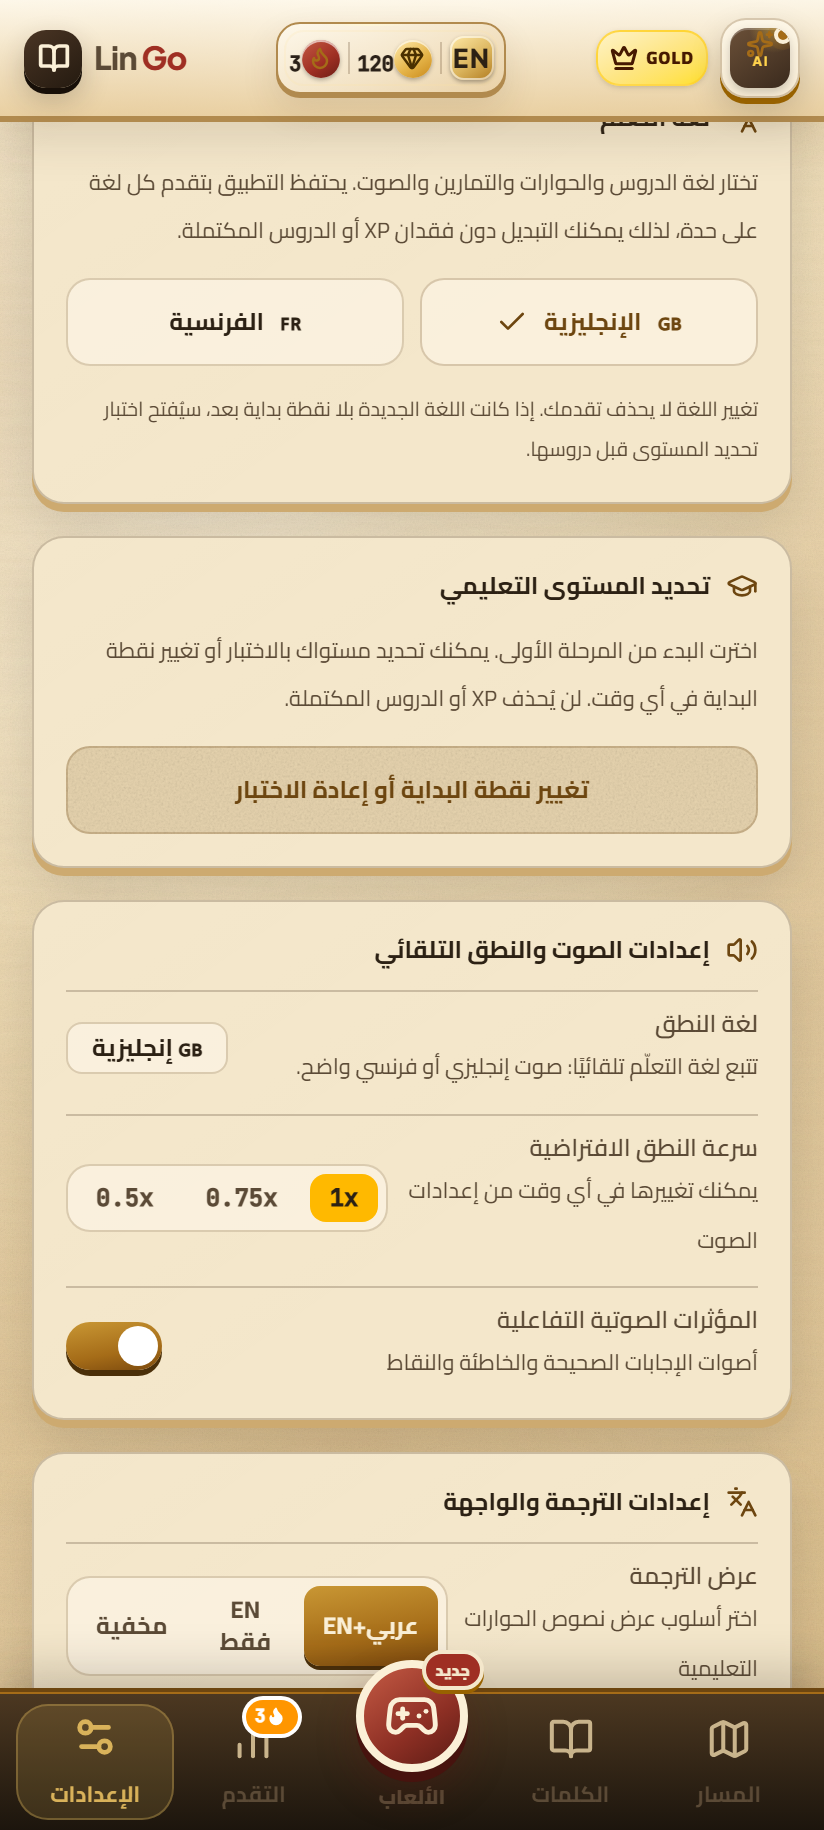 Lin Go
3
120
EN
GOLD
AI
لغة التعلم
تختار لغة الدروس والحوارات والتمارين والصوت. يحتفظ التطبيق بتقدم كل لغة
على حدة، لذلك يمكنك التبديل دون فقدان XP أو الدروس المكتملة.
GB الإنجليزية
FR الفرنسية
تغيير اللغة لا يحذف تقدمك. إذا كانت اللغة الجديدة بلا نقطة بداية بعد، سيُفتح اختبار
تحديد المستوى قبل دروسها.
تحديد المستوى التعليمي
اخترت البدء من المرحلة الأولى. يمكنك تحديد مستواك بالاختبار أو تغيير نقطة
البداية في أي وقت. لن يُحذف XP أو الدروس المكتملة.
تغيير نقطة البداية أو إعادة الاختبار
إعدادات الصوت والنطق التلقائي
لغة النطق
تتبع لغة التعلّم تلقائيًا: صوت إنجليزي أو فرنسي واضح.
GB إنجليزية
سرعة النطق الافتراضية
يمكنك تغييرها في أي وقت من إعدادات
الصوت
1x
0.75x
0.5x
المؤثرات الصوتية التفاعلية
أصوات الإجابات الصحيحة والخاطئة والنقاط
إعدادات الترجمة والواجهة
عرض الترجمة
اختر أسلوب عرض نصوص الحوارات
التعليمية
عربي+EN
EN
فقط
مخفية
المسار
الكلمات
جديد
الألعاب
3
التقدم
الإعدادات